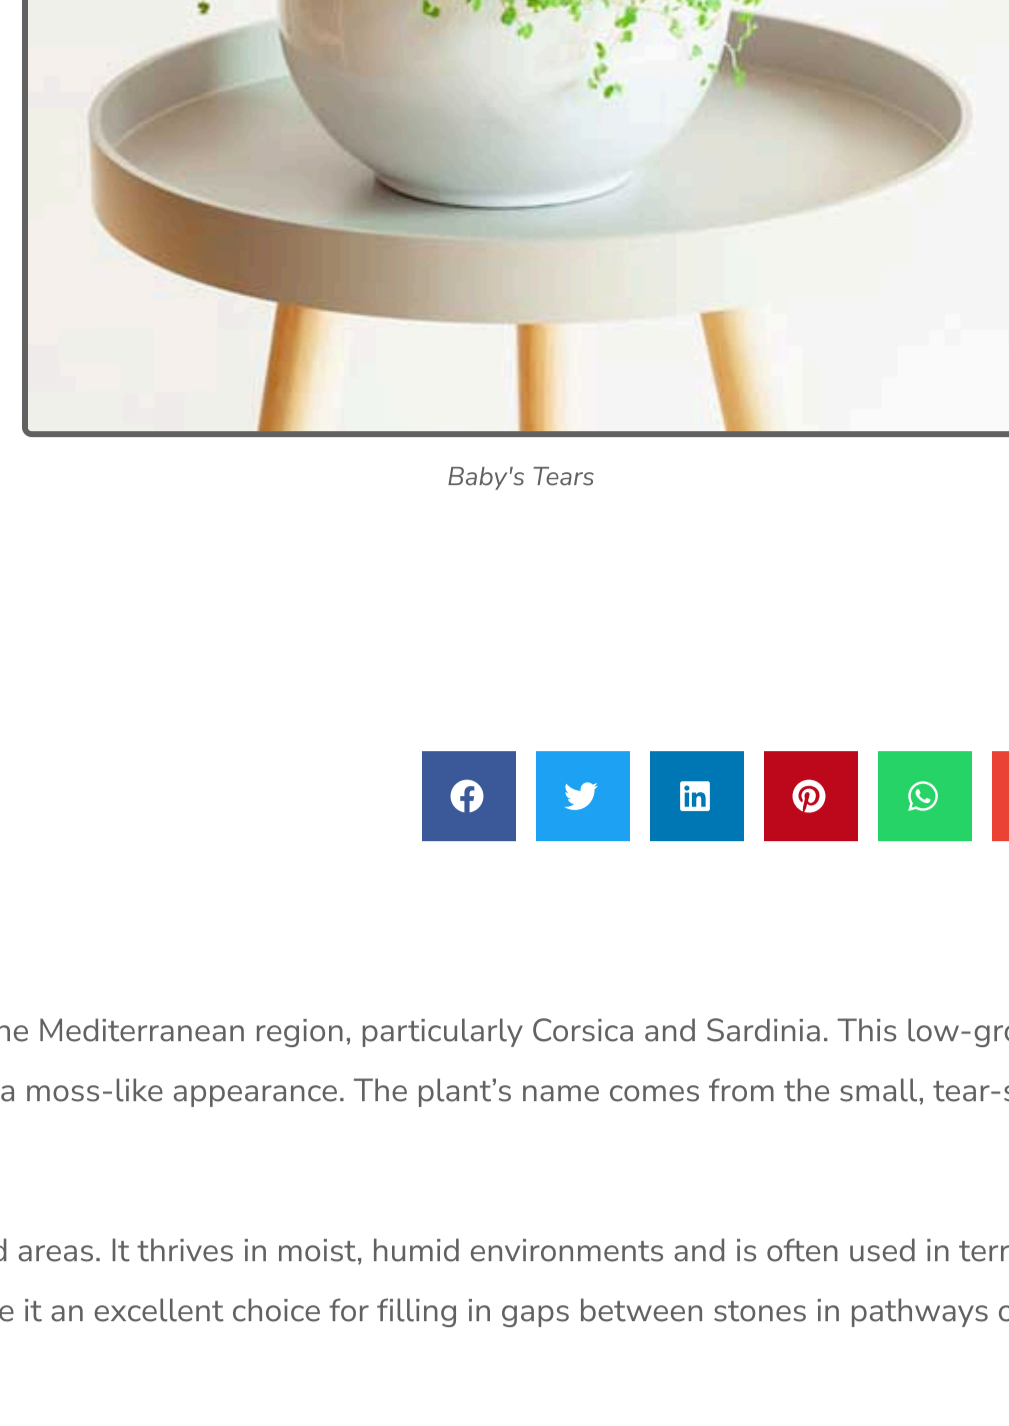 Baby's Tears
he Mediterranean region, particularly Corsica and Sardinia. This low-gro
a moss-like appearance. The plant’s name comes from the small, tear-s
d areas. It thrives in moist, humid environments and is often used in terr
e it an excellent choice for filling in gaps between stones in pathways o